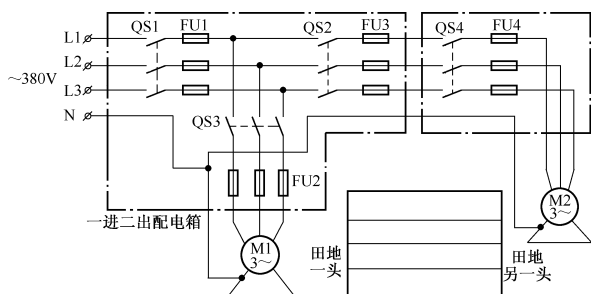 QS1 FU1 QS2 FU3 QS4 FU4
L1
L2
~380V
L3
N
QS3
FU2
一进二出配电箱
M1
3~
M2
3~
田地
一头
田地
另一头